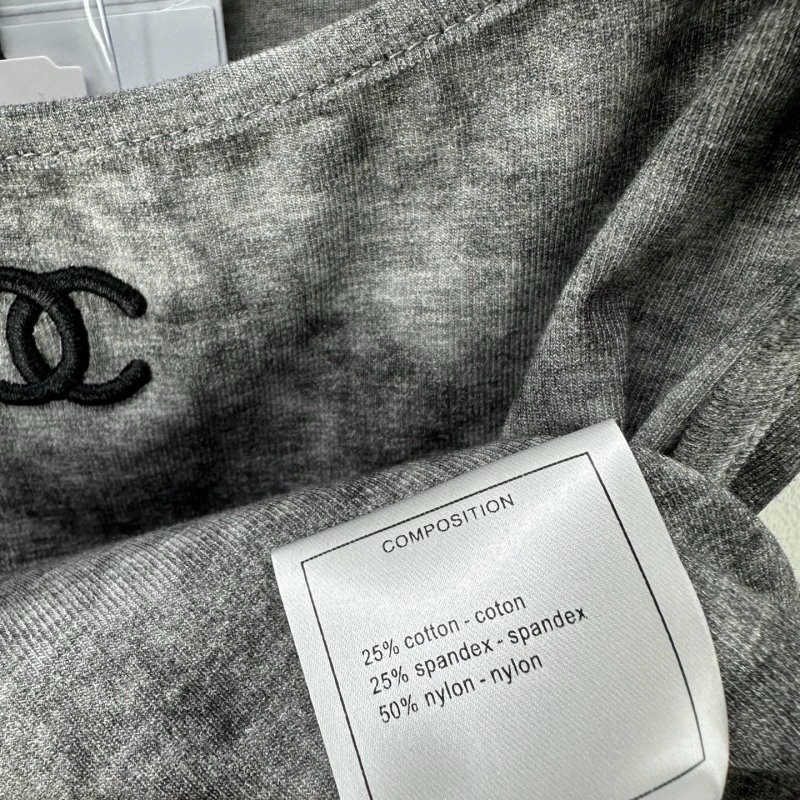 COMPOSITION
25% cotton - coton
25% spandex - spandex
50% nylon - nylon